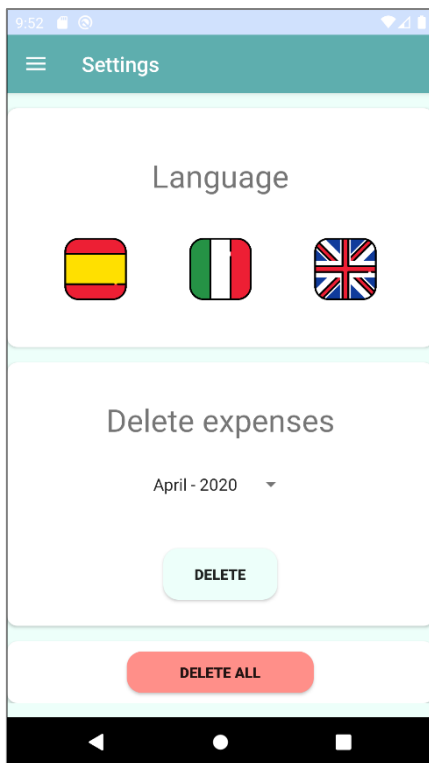 9:52
Settings
Language
Delete expenses
April - 2020
DELETE
DELETE ALL